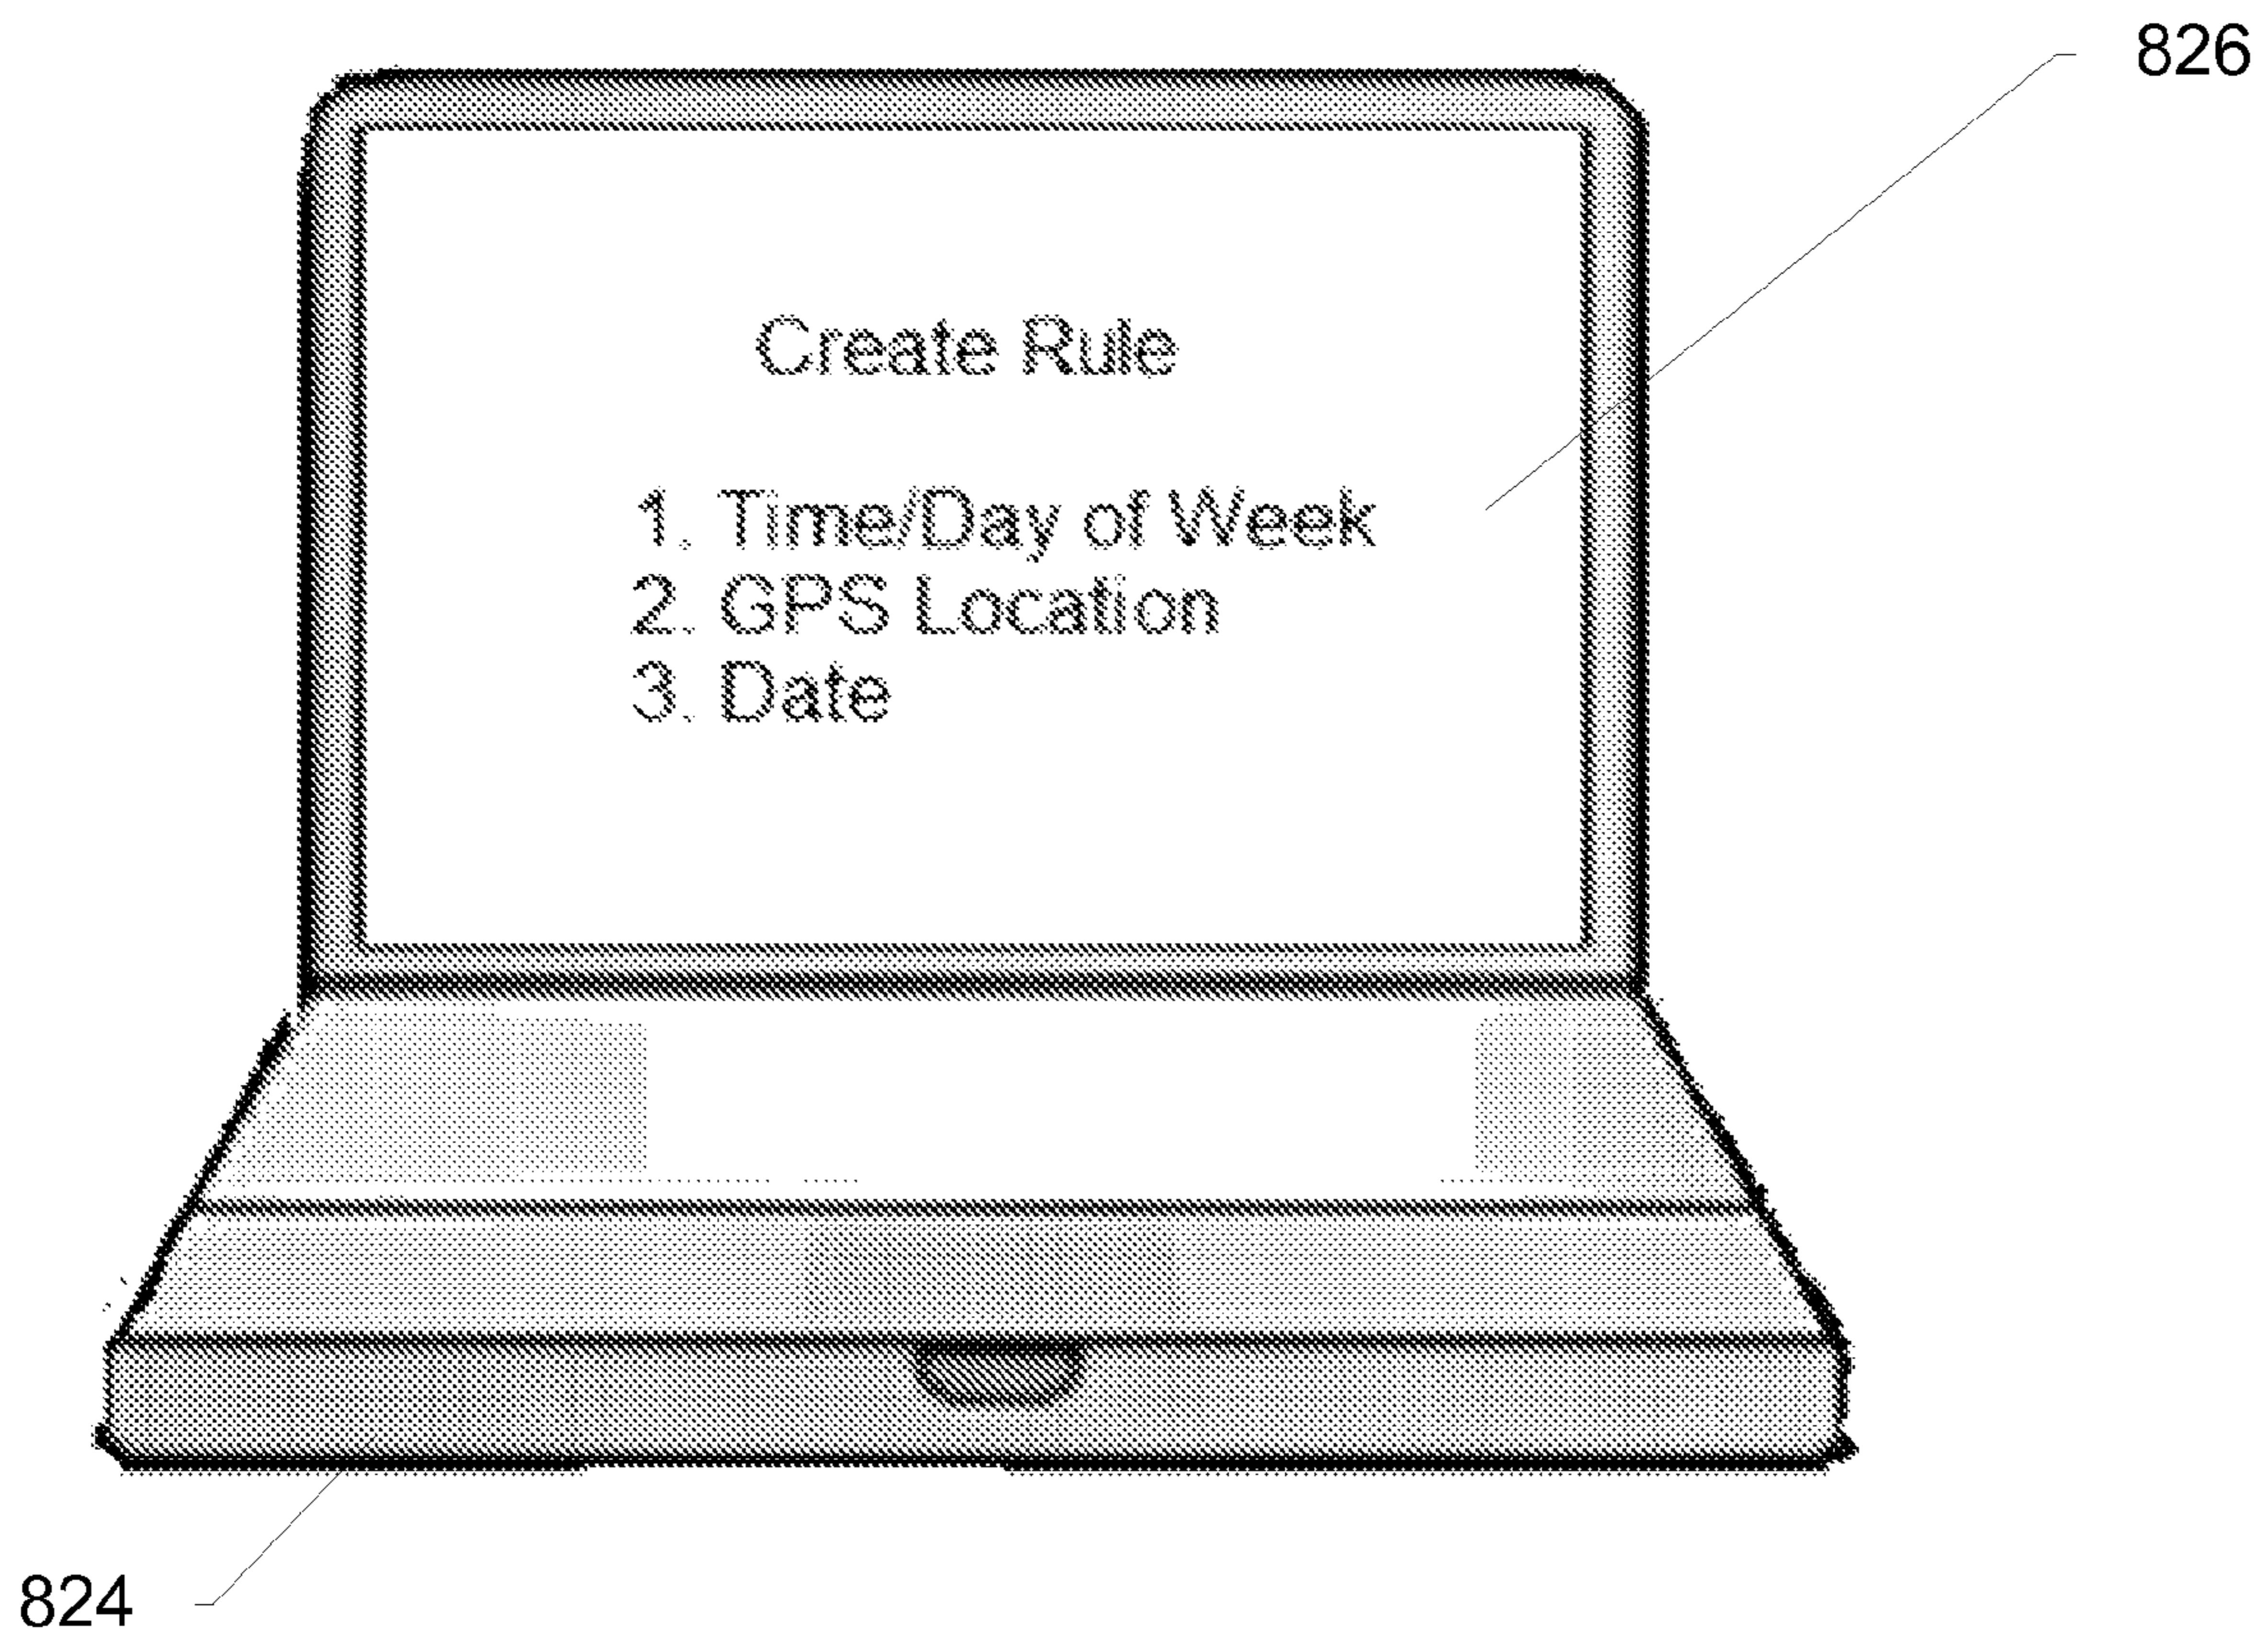 826
Create Rule
1. Time/Day of Week
2. GPS Location
3. Date
824